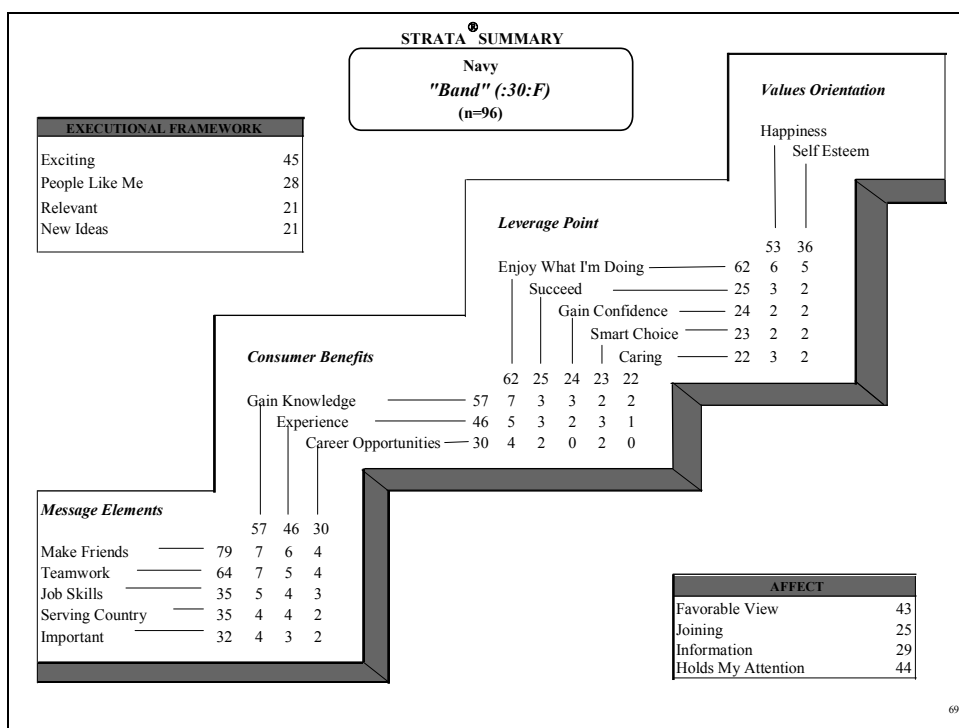 STRATA® SUMMARY
Navy
"Band" (:30:F)
(n=96)
EXECUTIONAL FRAMEWORK
Exciting 45
People Like Me 28
Relevant 21
New Ideas 21
Values Orientation
Happiness
Self Esteem
53 36
Leverage Point
Enjoy What I'm Doing 62 6 5
Succeed 25 3 2
Gain Confidence 24 2 2
Smart Choice 23 2 2
Caring 22 3 2
Consumer Benefits
62 25 24 23 22
Gain Knowledge 57 7 3 3 2 2
Experience 46 5 3 2 3 1
Career Opportunities 30 4 2 0 2 0
Message Elements
57 46 30
Make Friends 79 7 6 4
Teamwork 64 7 5 4
Job Skills 35 5 4 3
Serving Country 35 4 4 2
Important 32 4 3 2
AFFECT
Favorable View 43
Joining 25
Information 29
Holds My Attention 44
69